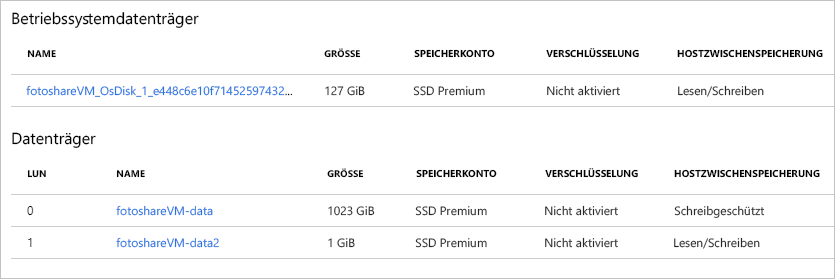 Betriebssystemdatenträger
NAME GRÖSSE SPEICHERKONTO VERSCHLÜSSELUNG HOSTZWISCHENSPEICHERUNG
fotoshareVM_OsDisk_1_e448c6e10f71452597432... 127 GiB SSD Premium Nicht aktiviert Lesen/Schreiben
Datenträger
LUN NAME GRÖSSE SPEICHERKONTO VERSCHLÜSSELUNG HOSTZWISCHENSPEICHERUNG
0 fotoshareVM-data 1023 GiB SSD Premium Nicht aktiviert Schreibgeschützt
1 fotoshareVM-data2 1 GiB SSD Premium Nicht aktiviert Lesen/Schreiben